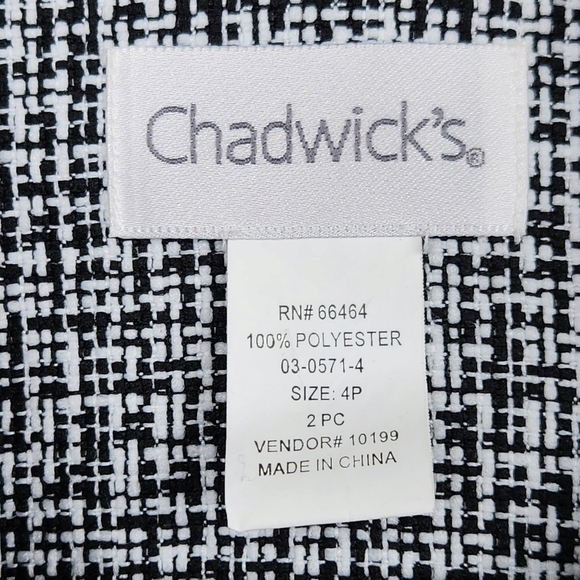 Chadwick's®
RN# 66464
100% POLYESTER
03-0571-4
SIZE: 4P
2 PC
VENDOR# 10199
MADE IN CHINA